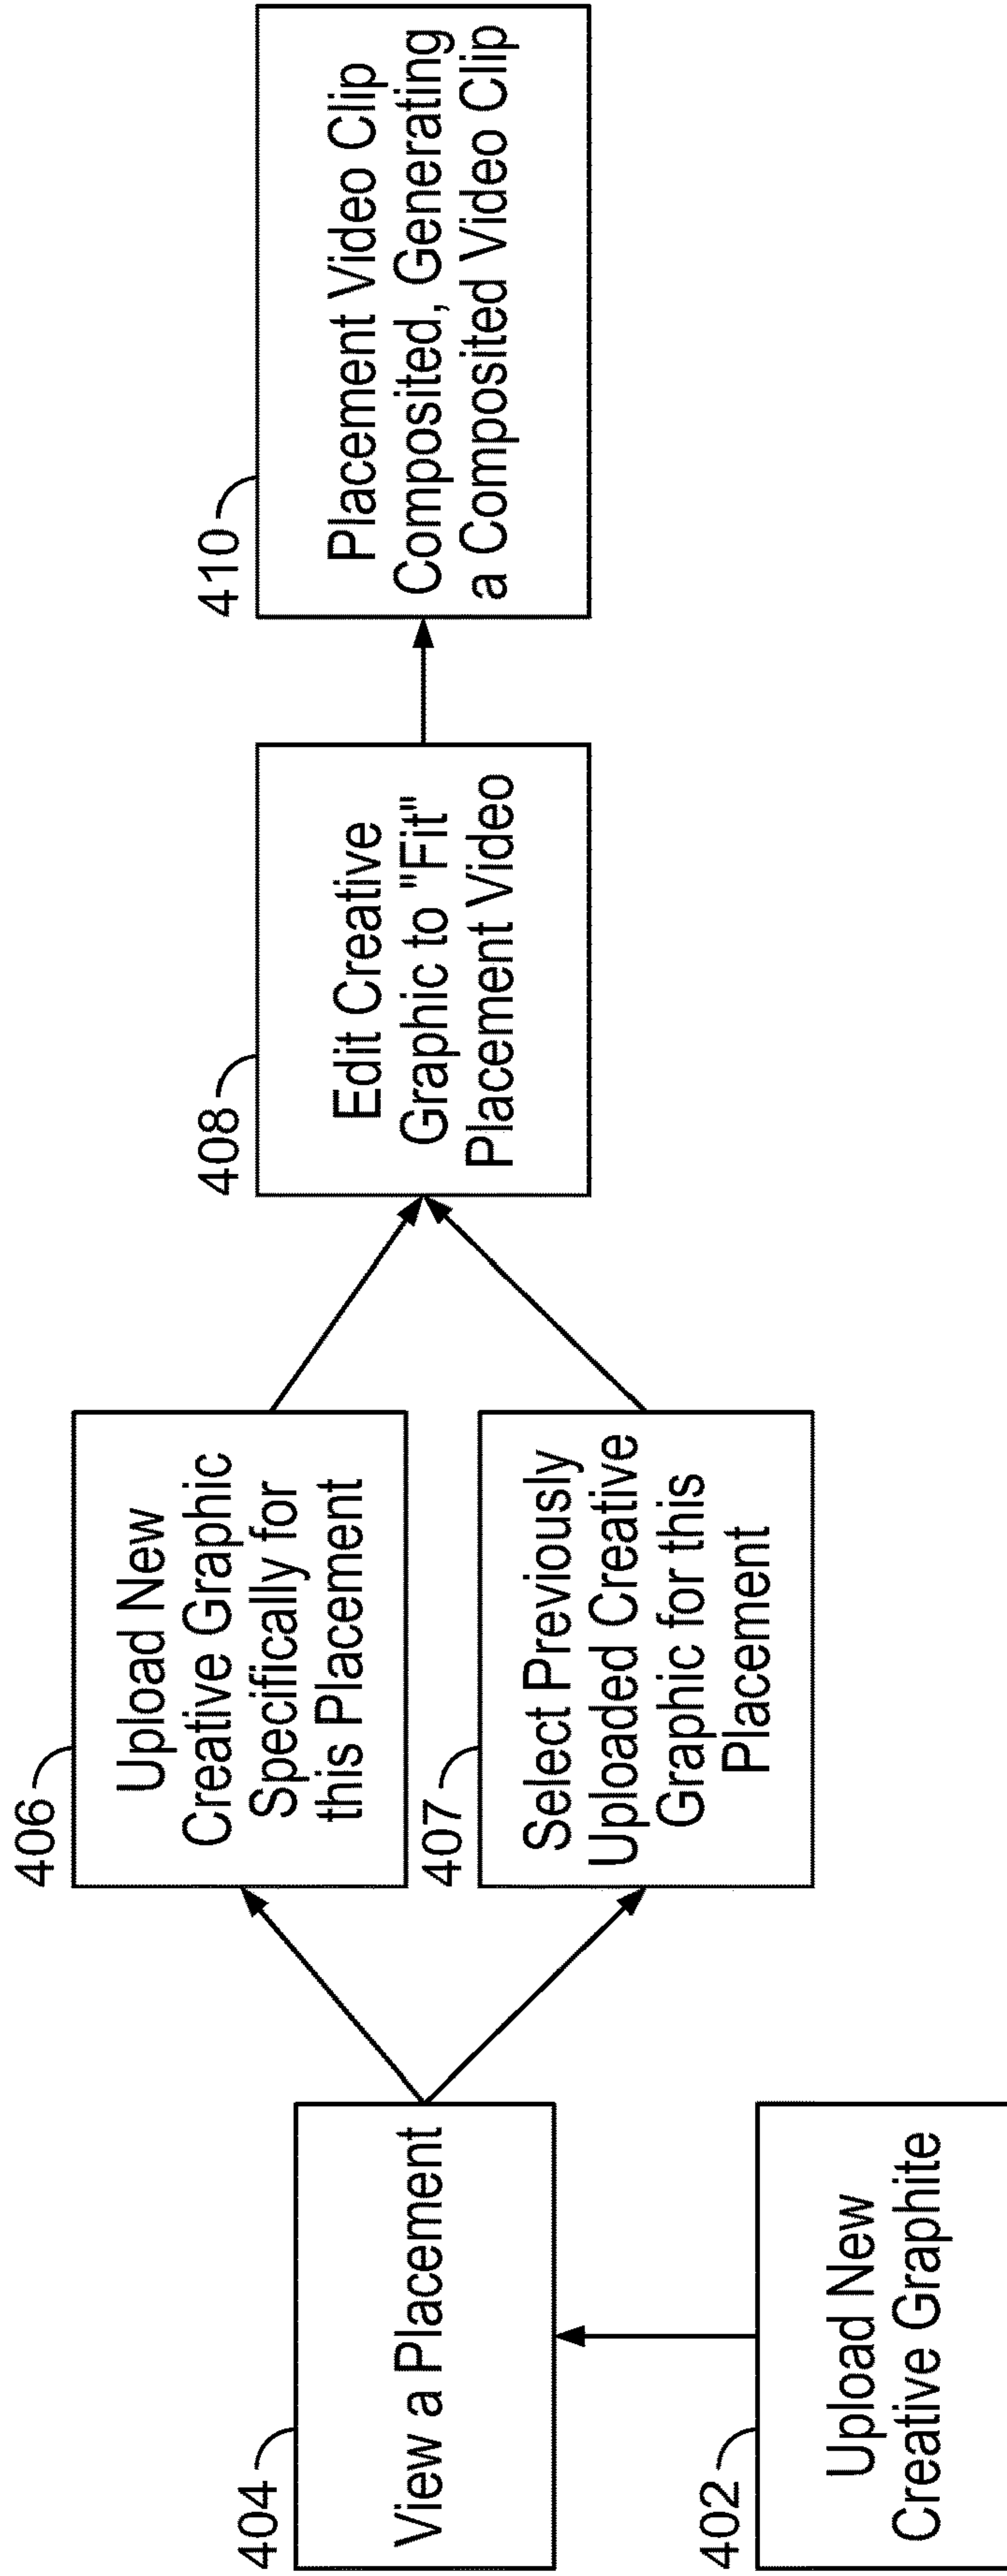 404
View a Placement
402
Upload New
Creative Graphite
406
Upload New
Creative Graphic
Specifically for
this Placement
407
Select Previously
Uploaded Creative
Graphic for this
Placement
408
Edit Creative
Graphic to "Fit"
Placement Video
410
Placement Video Clip
Composited, Generating
a Composited Video Clip